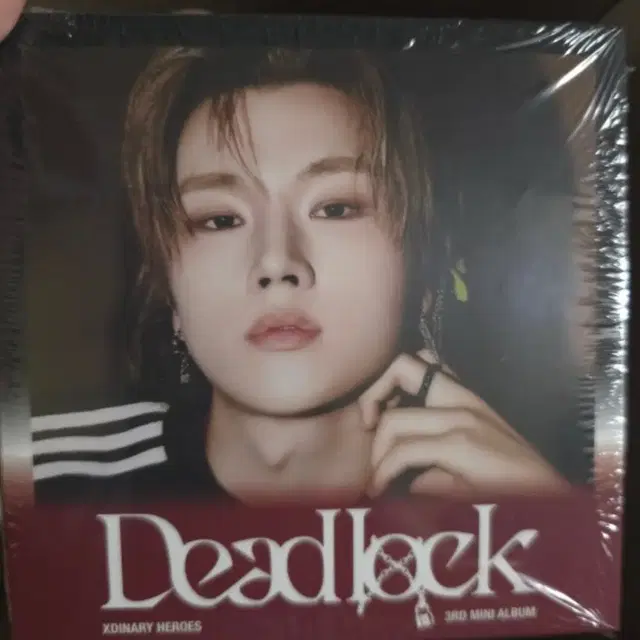 Deadlock
XDINARY HEROES
3RD MINI ALBUM